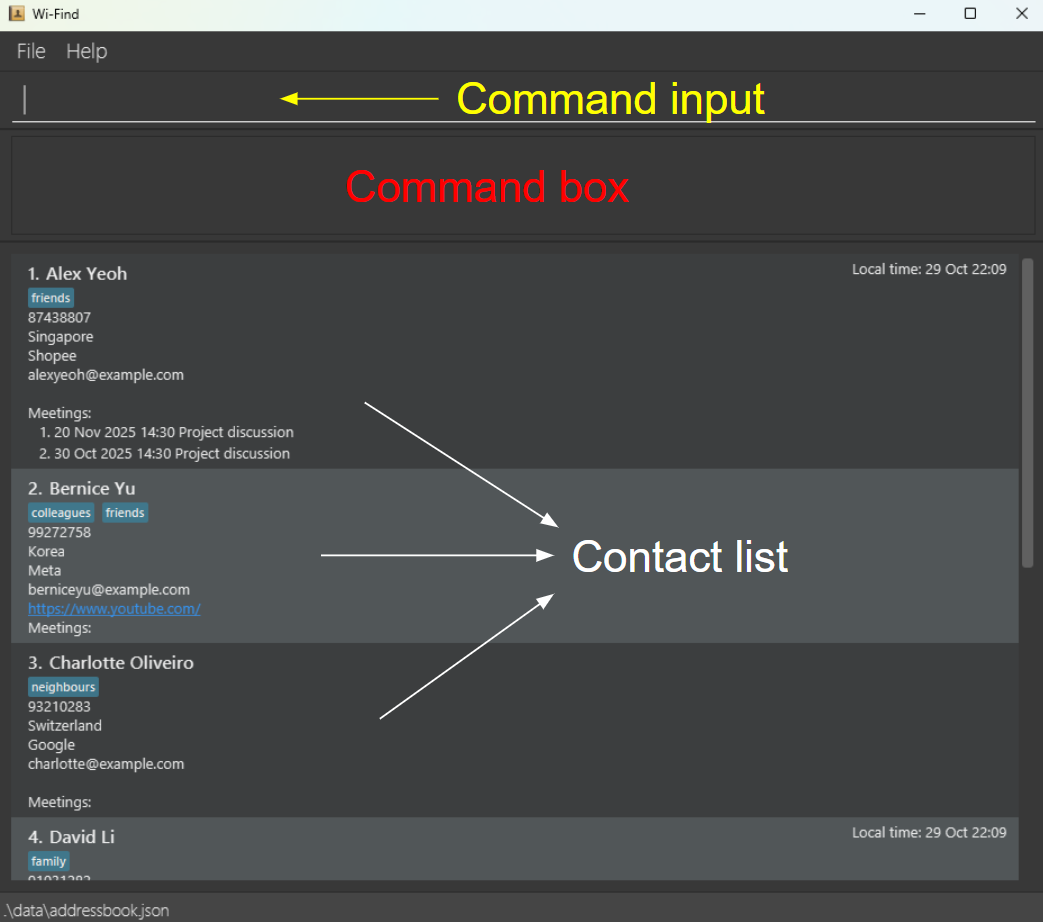 Wi-Find
File Help
Command input
Command box
1. Alex Yeoh
Local time: 29 Oct 22:09
friends
87438807
Singapore
Shopee
alexyeoh@example.com
Meetings:
1. 20 Nov 2025 14:30 Project discussion
2. 30 Oct 2025 14:30 Project discussion
2. Bernice Yu
colleagues friends
99272758
Korea
Meta
berniceyu@example.com
https://www.youtube.com/
Meetings:
Contact list
3. Charlotte Oliveiro
neighbours
93210283
Switzerland
Google
charlotte@example.com
Meetings:
4. David Li
Local time: 29 Oct 22:09
family
.\data\addressbook.json